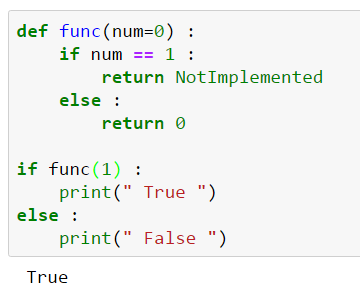 def func(num=0) :
    if num == 1 :
        return NotImplemented
    else :
        return 0

if func(1) :
    print(" True ")
else :
    print(" False ")
True